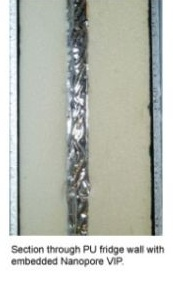 Section through PU fridge wall with
embedded Nanopore VIP.